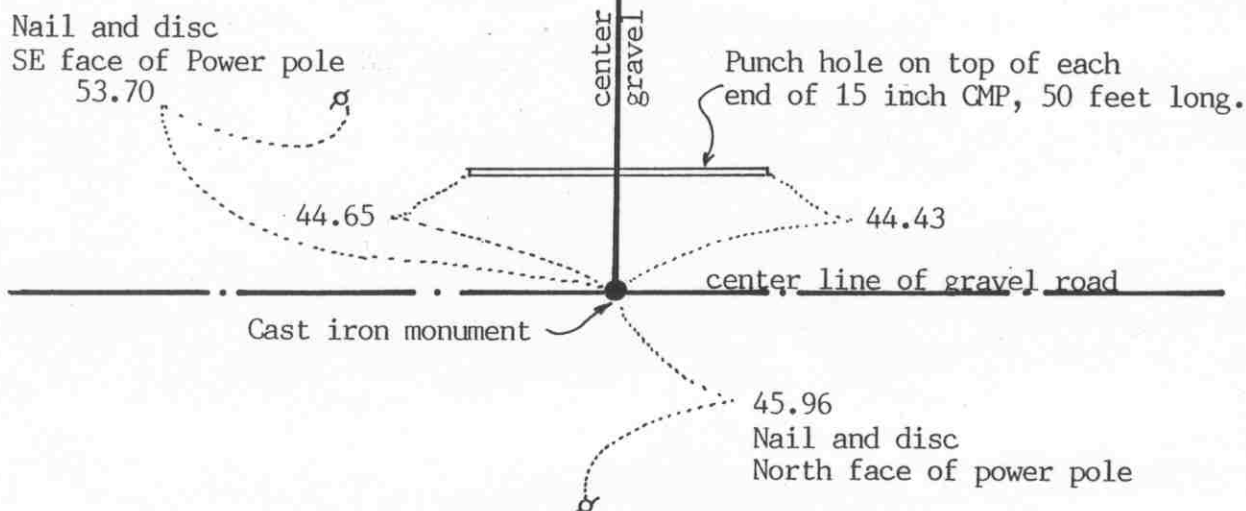 Nail and disc
SE face of Power pole
53.70
center
gravel
Punch hole on top of each
end of 15 inch CMP, 50 feet long.
44.65
44.43
center line of gravel road
Cast iron monument
45.96
Nail and disc
North face of power pole